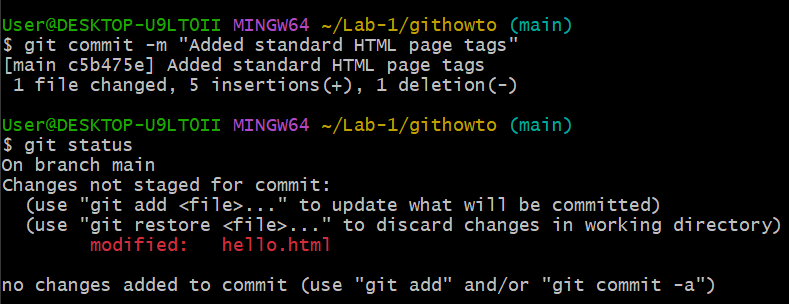 User@DESKTOP-U9LT0II MINGW64 ~/Lab-1/githowto (main)
$ git commit -m "Added standard HTML page tags"
[main c5b475e] Added standard HTML page tags
 1 file changed, 5 insertions(+), 1 deletion(-)

User@DESKTOP-U9LT0II MINGW64 ~/Lab-1/githowto (main)
$ git status
On branch main
Changes not staged for commit:
  (use "git add <file>..." to update what will be committed)
  (use "git restore <file>..." to discard changes in working directory)
        modified:   hello.html

no changes added to commit (use "git add" and/or "git commit -a")